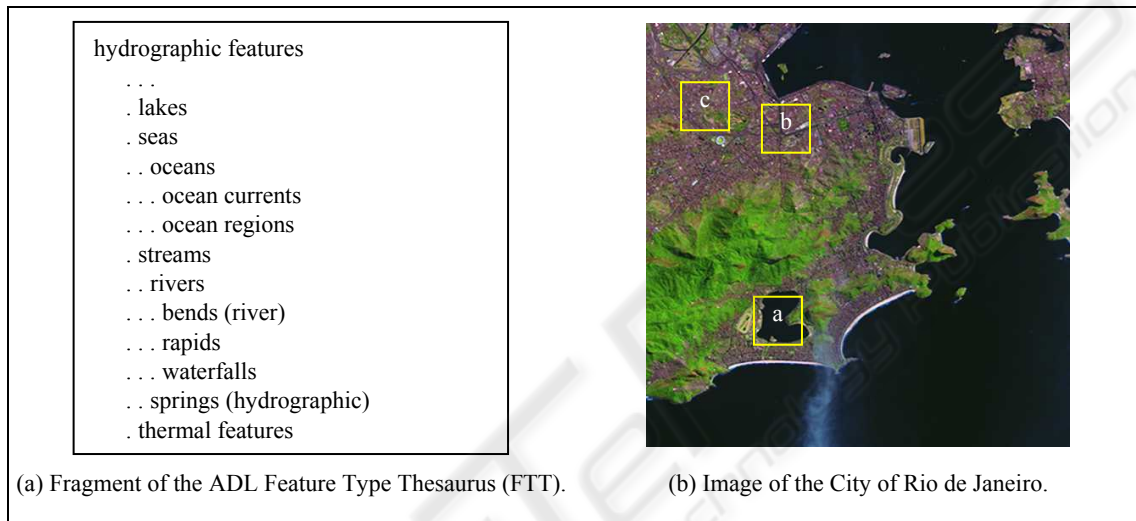 hydrographic features
. . .
. lakes
. seas
. . oceans
. . . ocean currents
. . . ocean regions
. streams
. . rivers
. . . bends (river)
. . . rapids
. . . waterfalls
. . springs (hydrographic)
. thermal features
c
b
a
(a) Fragment of the ADL Feature Type Thesaurus (FTT).
(b) Image of the City of Rio de Janeiro.